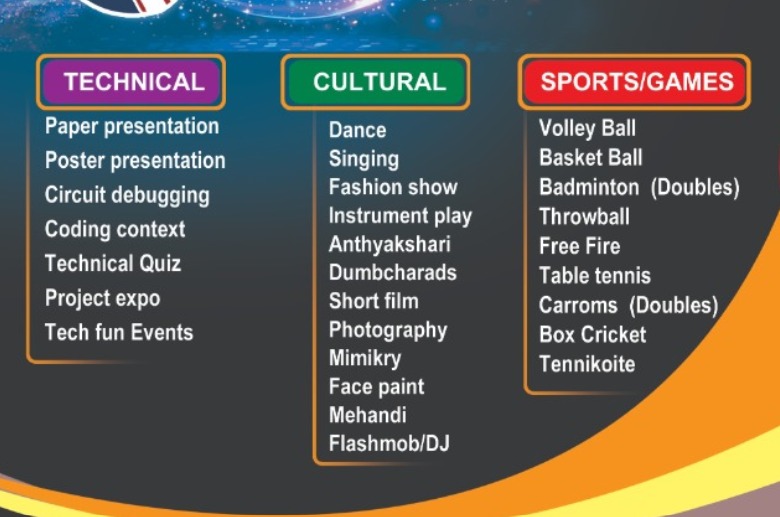 TECHNICAL
Paper presentation
Poster presentation
Circuit debugging
Coding context
Technical Quiz
Project expo
Tech fun Events
CULTURAL
Dance
Singing
Fashion show
Instrument play
Anthyakshari
Dumbcharads
Short film
Photography
Mimikry
Face paint
Mehandi
Flashmob/DJ
SPORTS/GAMES
Volley Ball
Basket Ball
Badminton (Doubles)
Throwball
Free Fire
Table tennis
Carroms (Doubles)
Box Cricket
Tennikoite